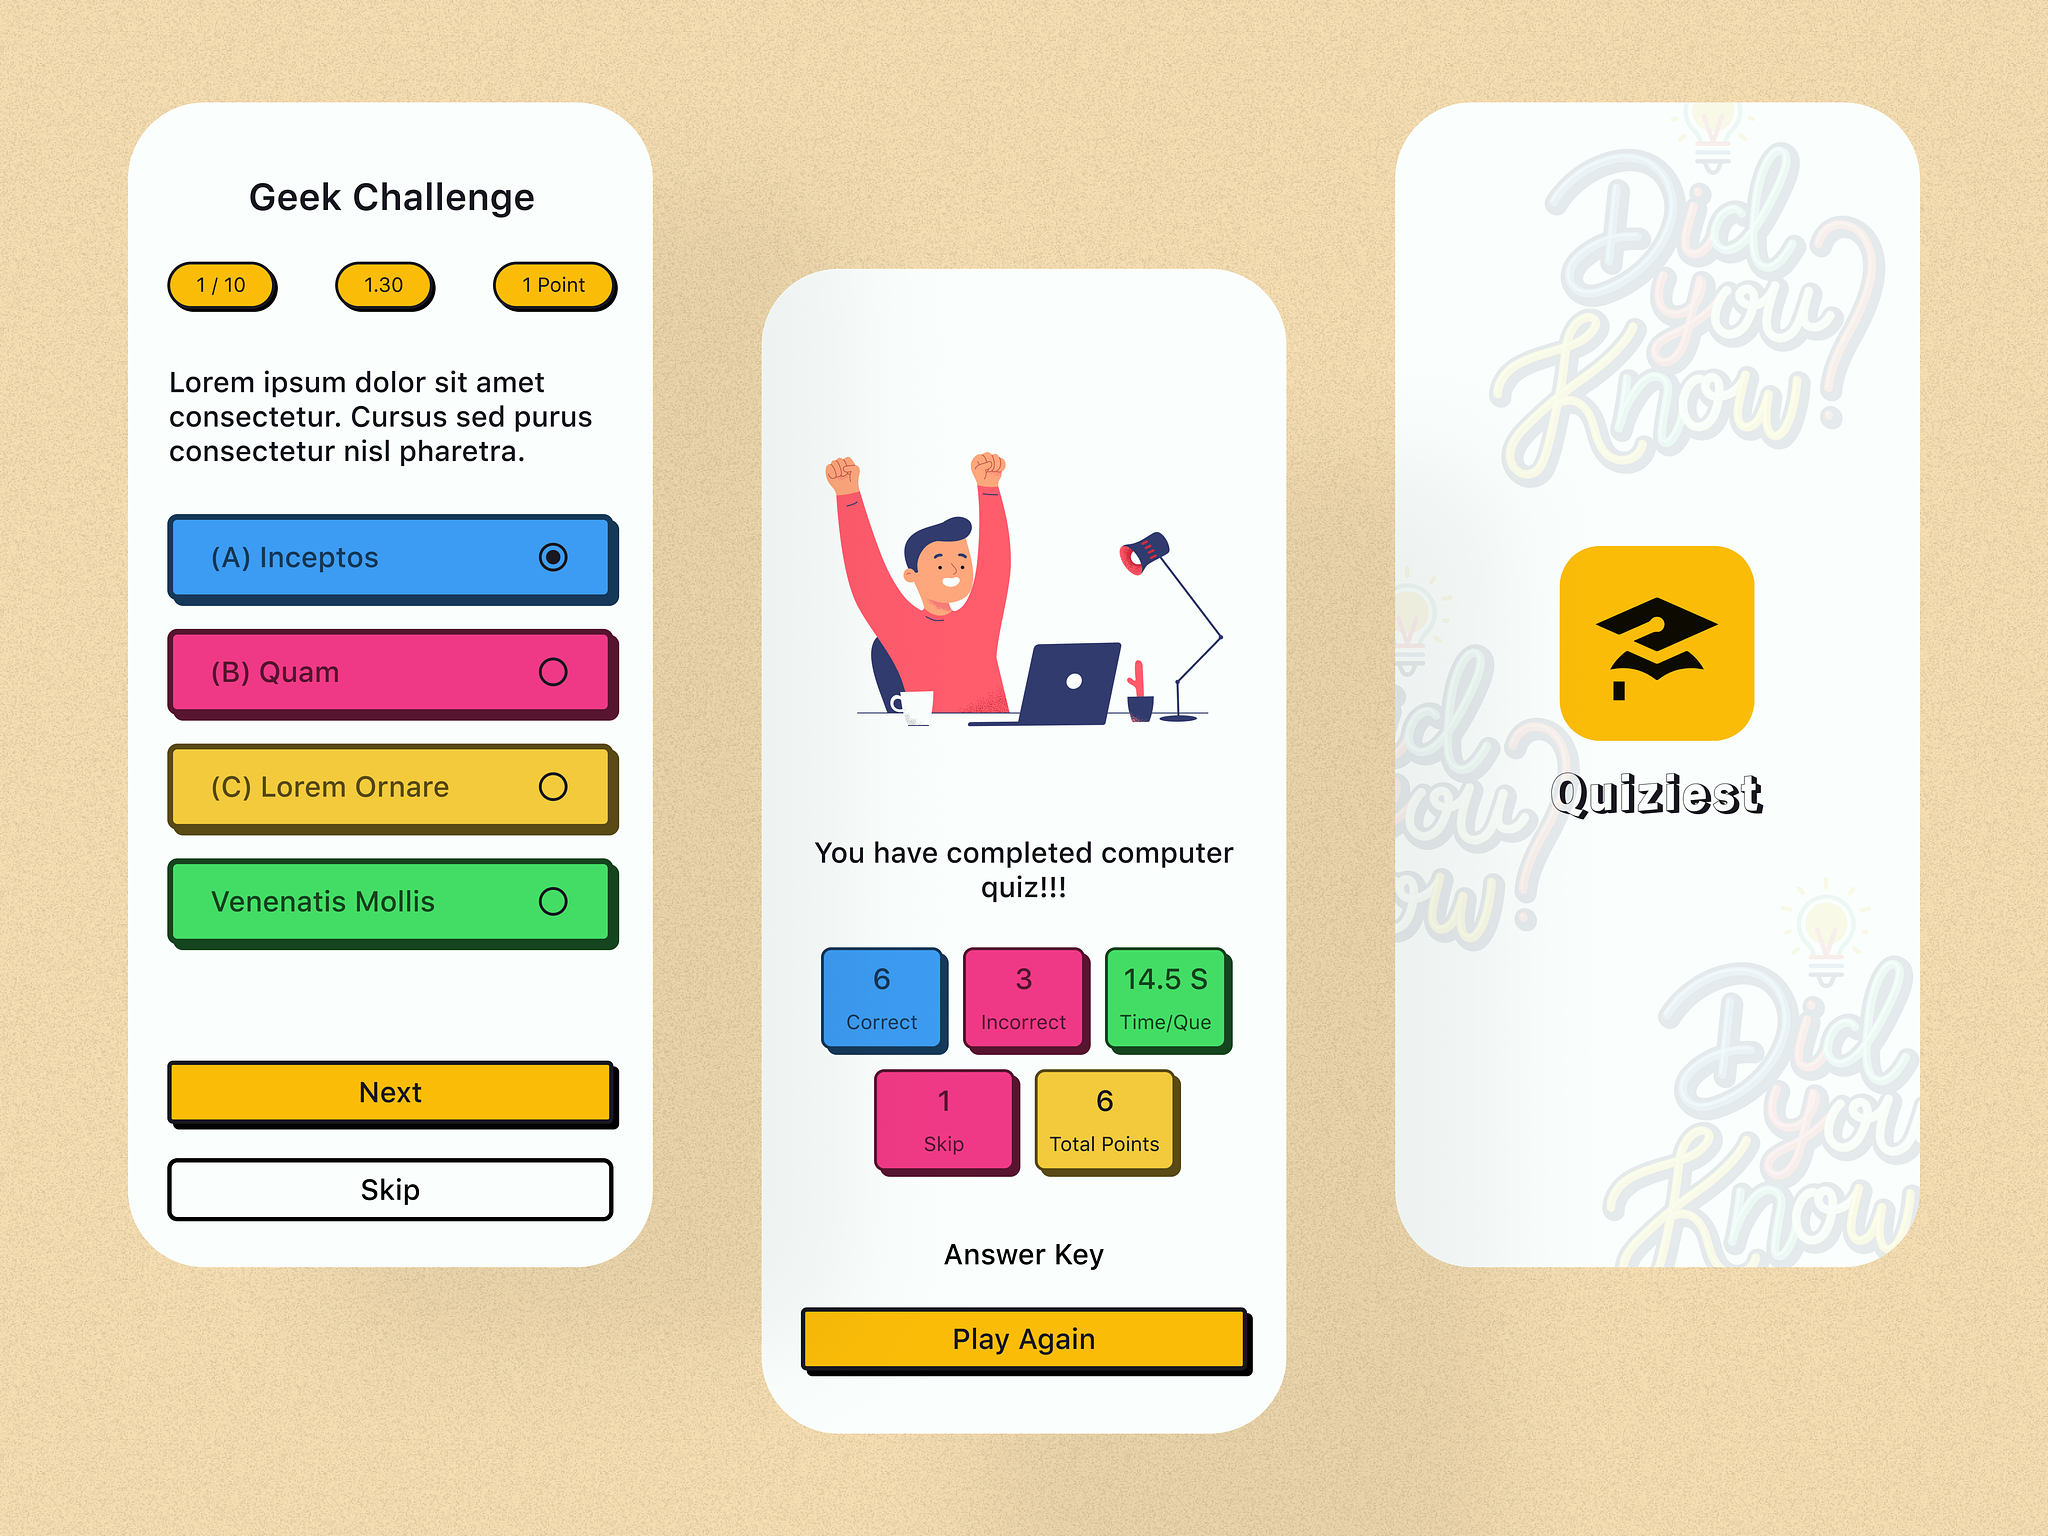 Geek Challenge
1 / 10
1.30
1 Point
Lorem ipsum dolor sit amet
consectetur. Cursus sed purus
consectetur nisl pharetra.
(A) Inceptos
(B) Quam
(C) Lorem Ornare
Venenatis Mollis
Next
Skip
You have completed computer
quiz!!!
6
Correct
3
Incorrect
14.5 S
Time/Que
1
Skip
6
Total Points
Answer Key
Play Again
Did
you
Know?
Quiziest
id
you?
ow
Did
you
Know